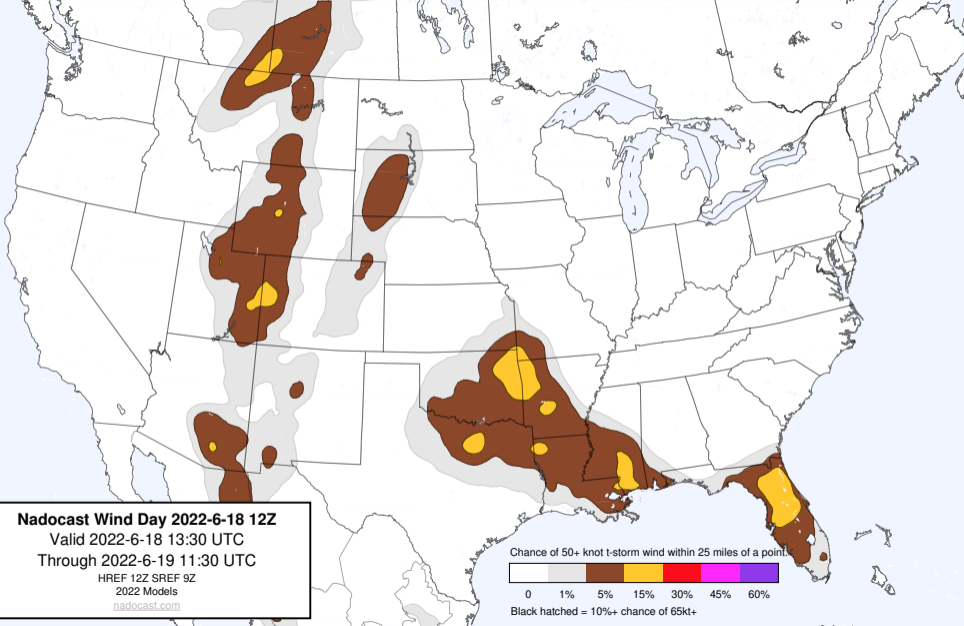 Nadocast Wind Day 2022-6-18 12Z
Valid 2022-6-18 13:30 UTC
Through 2022-6-19 11:30 UTC
HREF 12Z SREF 9Z
2022 Models
nadocast.com
Chance of 50+ knot t-storm wind within 25 miles of a point.
0 1% 5% 15% 30% 45% 60%
Black hatched = 10%+ chance of 65kt+